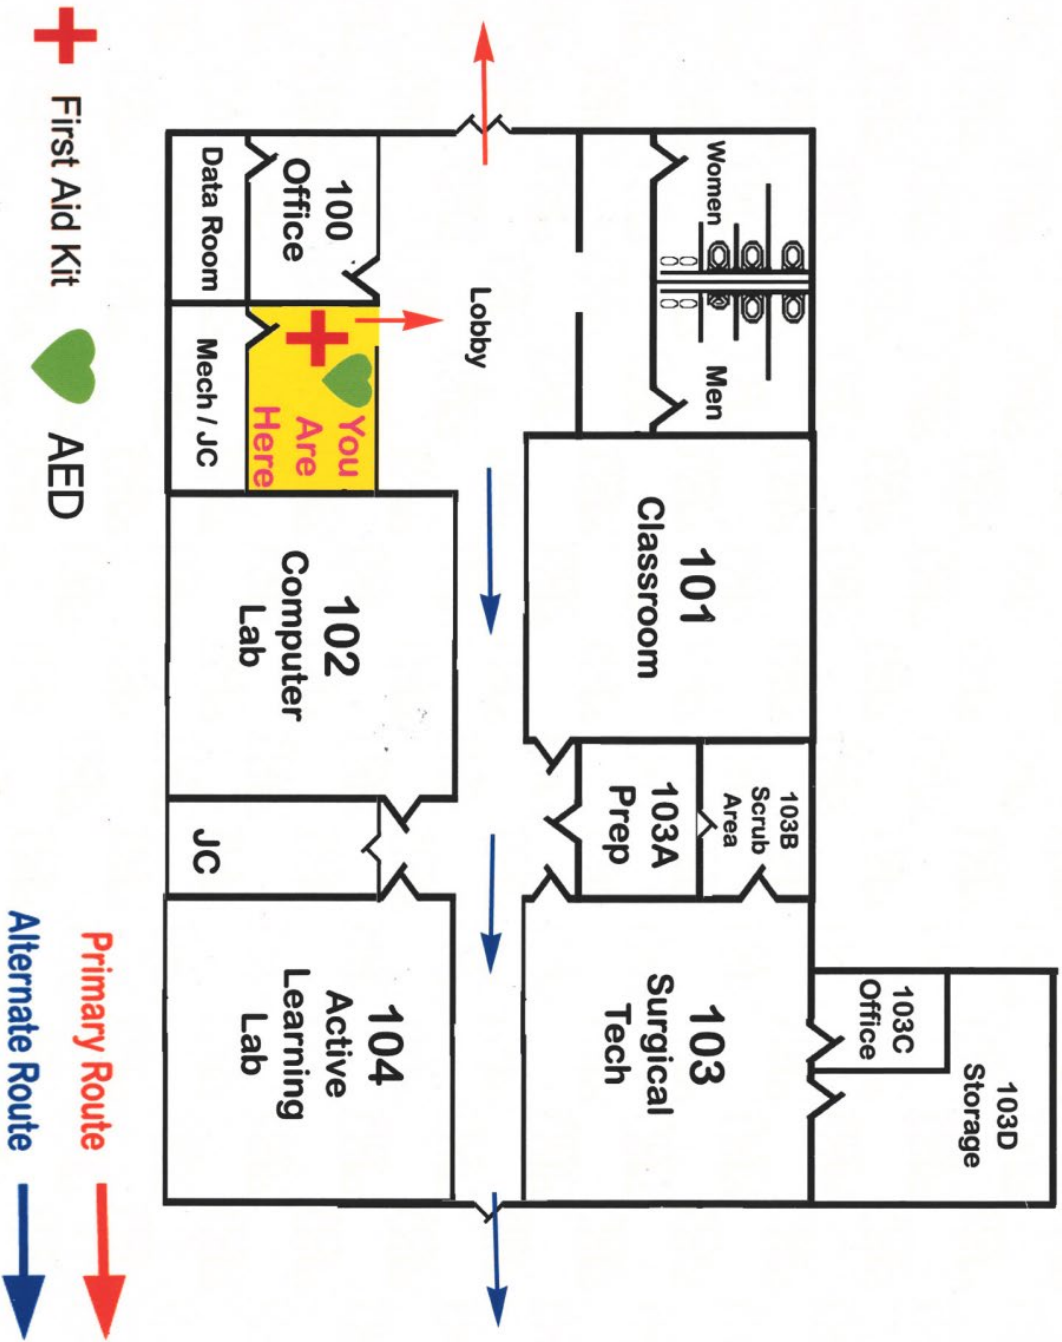 103D
Storage
103C
Office
Women
Men
101
Classroom
103B
Scrub
Area
103A
Prep
103
Surgical
Tech
Lobby
100
Office
You
Are
Here
102
Computer
Lab
104
Active
Learning
Lab
Data Room
Mech / JC
JC
First Aid Kit
AED
Primary Route
Alternate Route